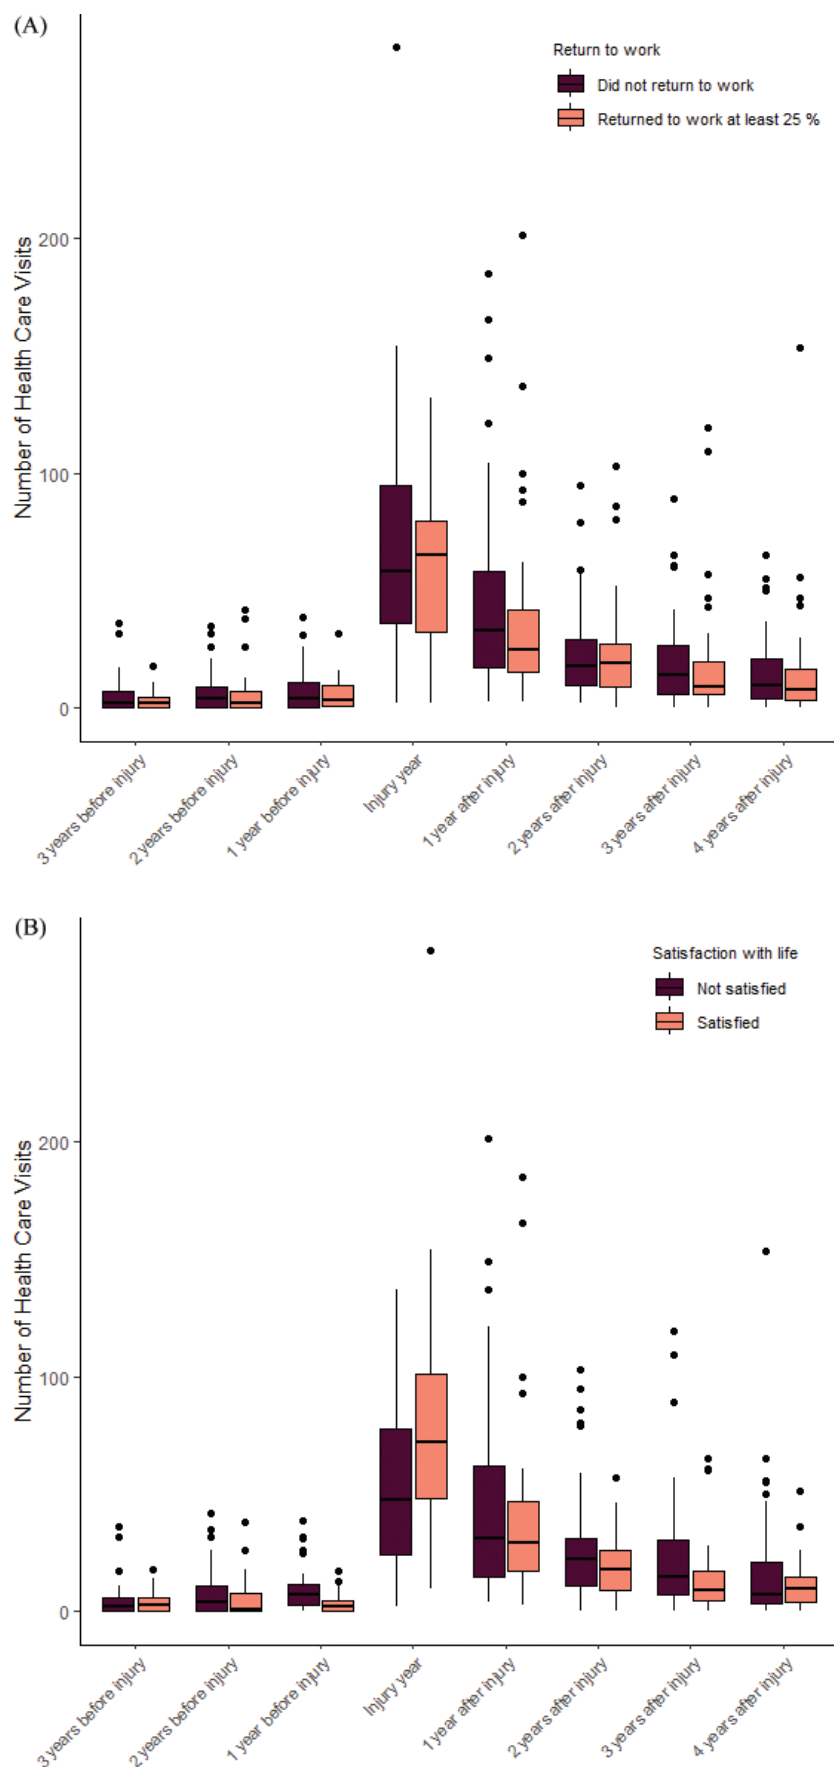 (A)
Return to work
Did not return to work
Returned to work at least 25 %
Number of Health Care Visits
200
100
0
3 years before injury
2 years before injury
1 year before injury
Injury year
1 year after injury
2 years after injury
3 years after injury
4 years after injury
(B)
Satisfaction with life
Not satisfied
Satisfied
Number of Health Care Visits
200
100
0
3 years before injury
2 years before injury
1 year before injury
Injury year
1 year after injury
2 years after injury
3 years after injury
4 years after injury